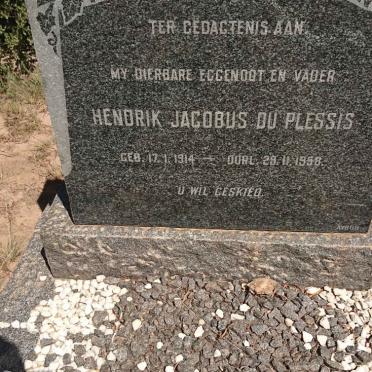 TER GEDAGTENIS AAN
MY DIERBARE EGGENOOT EN VADER
HENDRIK JACOBUS DU PLESSIS
GEB. 17.1.1914 — OORL. 29.11.1958.
U WIL GESKIED.